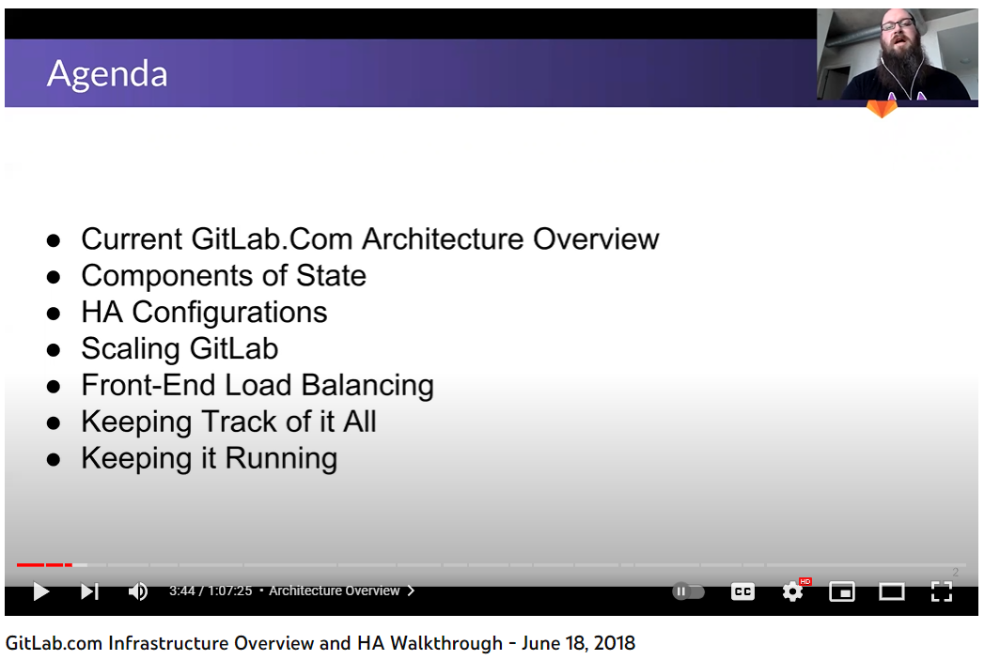 Agenda
● Current GitLab.Com Architecture Overview
● Components of State
● HA Configurations
● Scaling GitLab
● Front-End Load Balancing
● Keeping Track of it All
● Keeping it Running
2
3:44 / 1:07:25 • Architecture Overview
CC
HD
GitLab.com Infrastructure Overview and HA Walkthrough - June 18, 2018